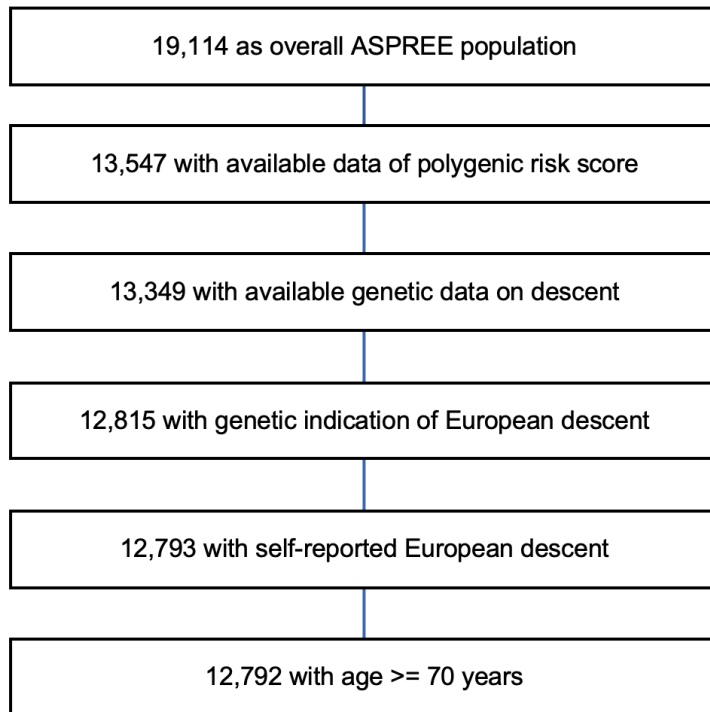 19,114 as overall ASPREE population
13,547 with available data of polygenic risk score
13,349 with available genetic data on descent
12,815 with genetic indication of European descent
12,793 with self-reported European descent
12,792 with age >= 70 years